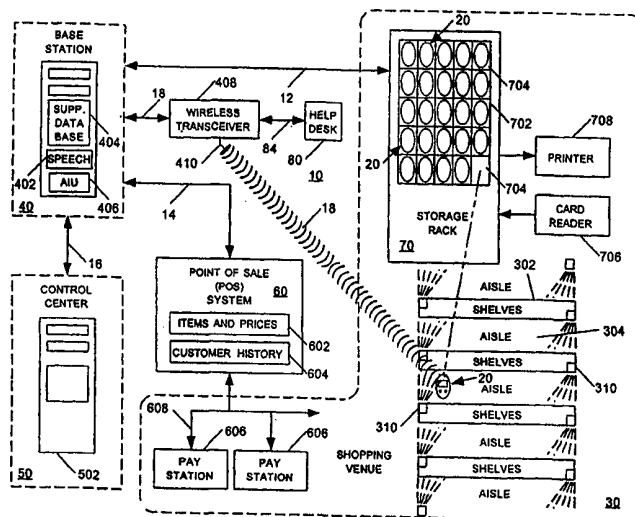 BASE
STATION
SUPP.
DATA
BASE
404
402
SPEECH
AIU
406
40
18
408
WIRELESS
TRANSCEIVER
410
84
HELP
DESK
80
10
12
14
16
18
CONTROL
CENTER
50
502
POINT OF SALE
(POS)
SYSTEM
60
ITEMS AND PRICES
602
CUSTOMER HISTORY
604
608
606
606
PAY
STATION
PAY
STATION
SHOPPING
VENUE
20
704
702
20
704
STORAGE
RACK
70
708
PRINTER
CARD
READER
706
AISLE
302
SHELVES
AISLE
304
SHELVES
310
20
AISLE
310
SHELVES
AISLE
SHELVES
AISLE
30